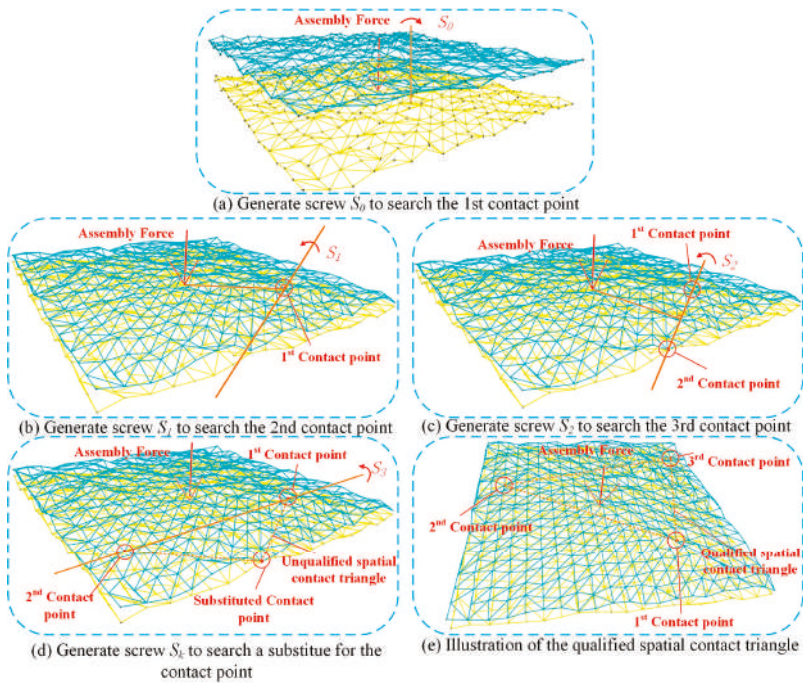 Assembly Force S0
(a) Generate screw S0 to search the 1st contact point
Assembly Force
S1
1st Contact point
(b) Generate screw S1 to search the 2nd contact point
1st Contact point
Assembly Force
S2
2nd Contact point
(c) Generate screw S2 to search the 3rd contact point
Assembly Force
1st Contact point
S3
Unqualified spatial
contact triangle
2nd Contact
point
Substituted Contact
point
(d) Generate screw Sk to search a substitue for the
contact point
Assembly Force
3rd Contact point
2nd Contact point
Qualified spatial
contact triangle
1st Contact point
(e) Illustration of the qualified spatial contact triangle